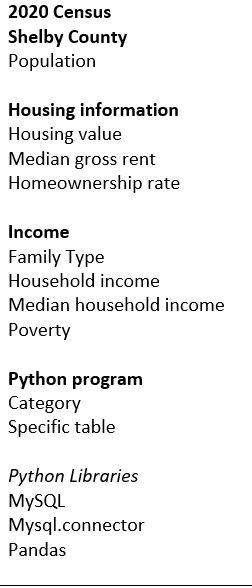 2020 Census
Shelby County
Population
Housing information
Housing value
Median gross rent
Homeownership rate
Income
Family Type
Household income
Median household income
Poverty
Python program
Category
Specific table
Python Libraries
MySQL
Mysql.connector
Pandas